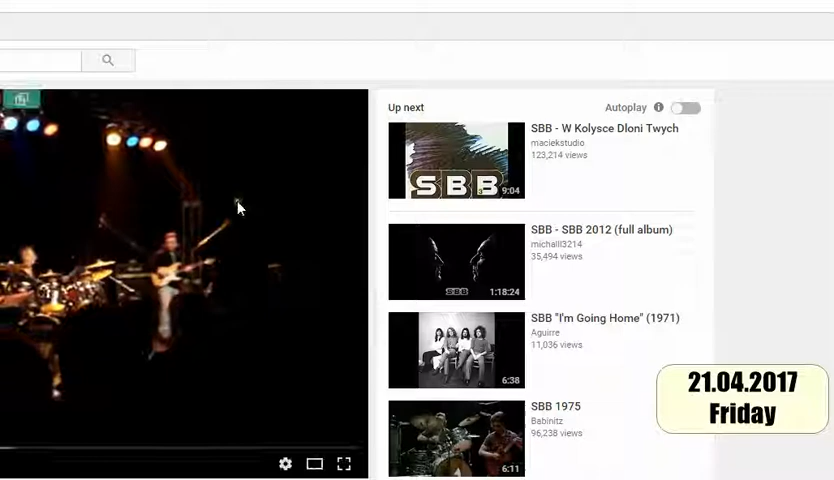 Up next
Autoplay
SBB - W Kolysce Dloni Twych
maciekstudio
123,214 views
SBB
9:04
SBB - SBB 2012 (full album)
michalll3214
35,494 views
SBB
1:18:24
SBB "I'm Going Home" (1971)
Aguirre
11,036 views
6:38
SBB 1975
Babinitz
96,238 views
6:11
21.04.2017
Friday